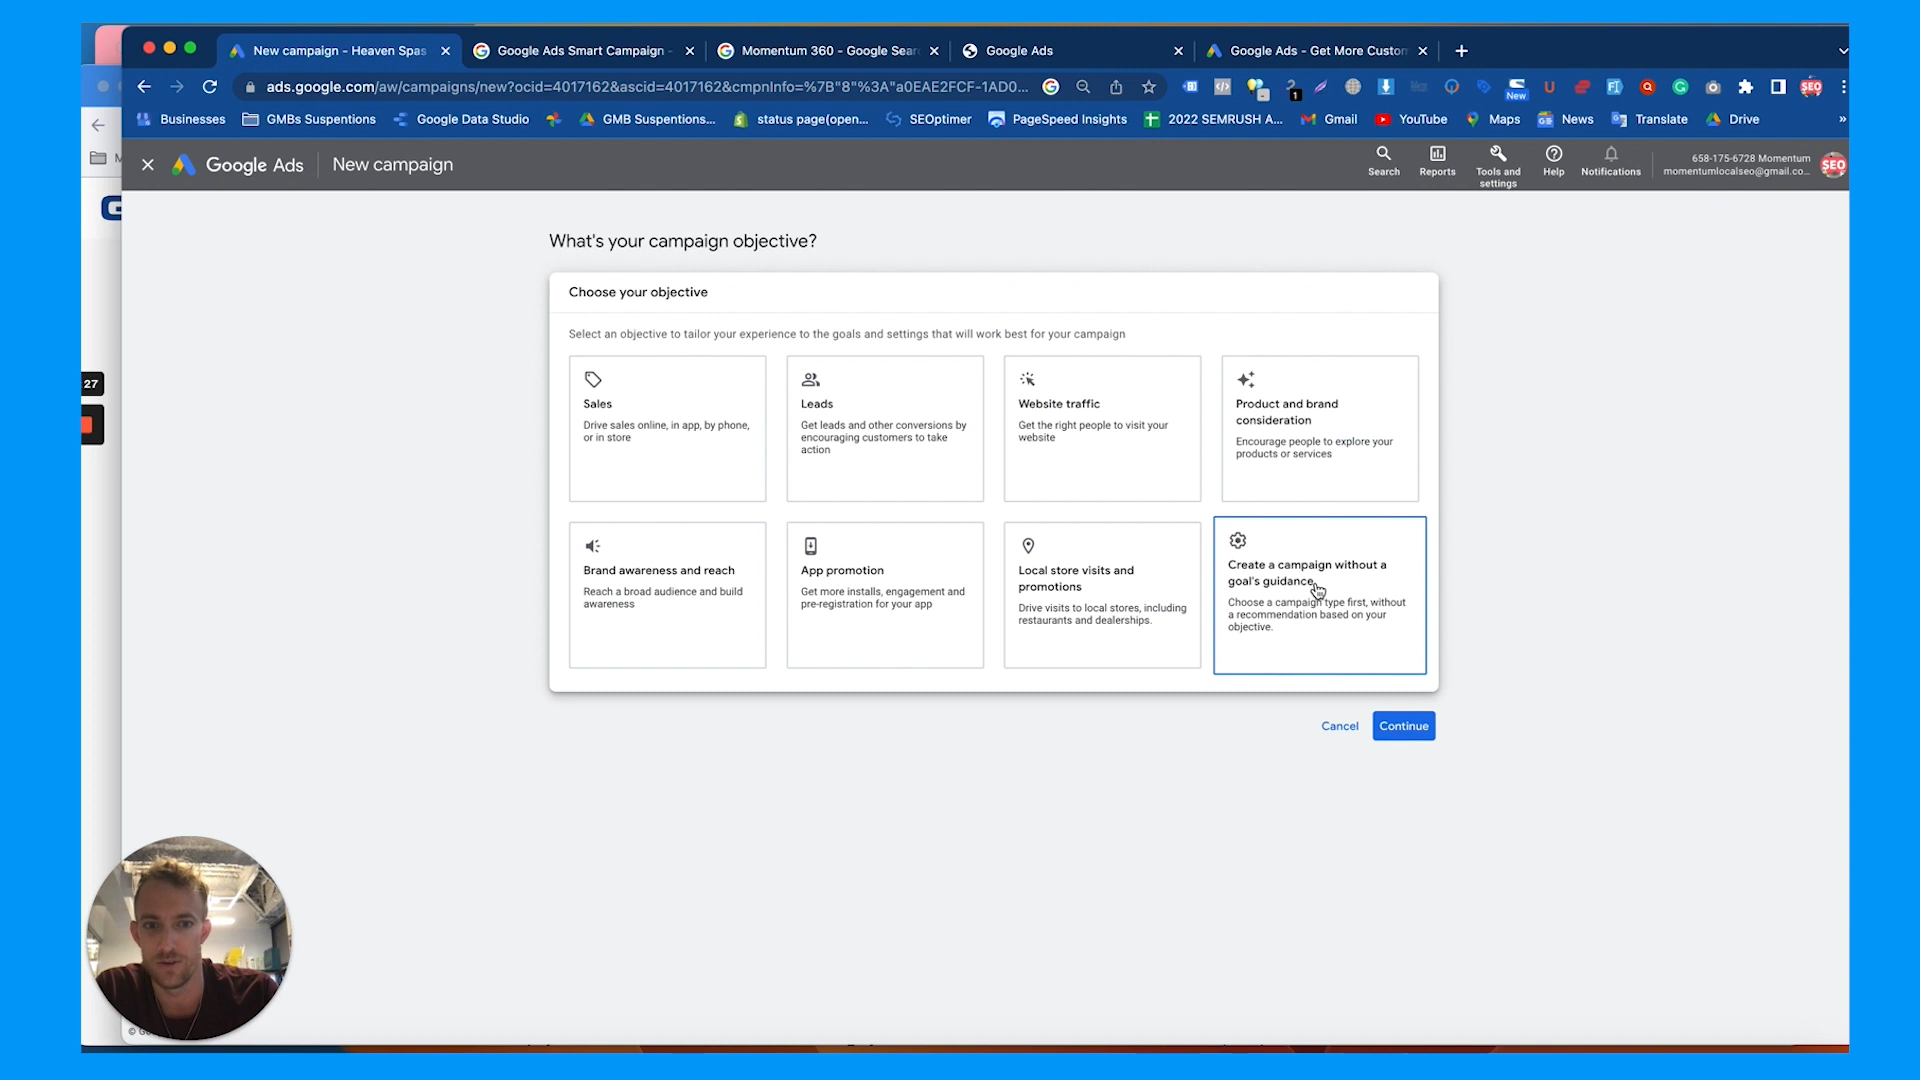 New campaign - Heaven Spas
Google Ads Smart Campaign -
Momentum 360 - Google Sear
Google Ads
Google Ads - Get More Custom
ads.google.com/aw/campaigns/new?ocid=4017162&ascid=4017162&cmpnInfo=%7B"8"%3A"a0EAE2FCF-1AD0...
1
New
U
SEO
Businesses
GMBs Suspentions
Google Data Studio
GMB Suspentions...
status page(open...
SEOptimer
PageSpeed Insights
2022 SEMRUSH A...
Gmail
YouTube
Maps
News
Translate
Drive
»
Google Ads
New campaign
Search
Reports
Tools and settings
Help
Notifications
658-175-6728 Momentum
momentumlocalseo@gmail.co...
SEO
What's your campaign objective?
Choose your objective
Select an objective to tailor your experience to the goals and settings that will work best for your campaign
27
Sales
Drive sales online, in app, by phone,
or in store
Leads
Get leads and other conversions by
encouraging customers to take
action
Website traffic
Get the right people to visit your
website
Product and brand
consideration
Encourage people to explore your
products or services
Brand awareness and reach
Reach a broad audience and build
awareness
App promotion
Get more installs, engagement and
pre-registration for your app
Local store visits and
promotions
Drive visits to local stores, including
restaurants and dealerships.
Create a campaign without a
goal's guidance
Choose a campaign type first, without
a recommendation based on your
objective.
Cancel
Continue